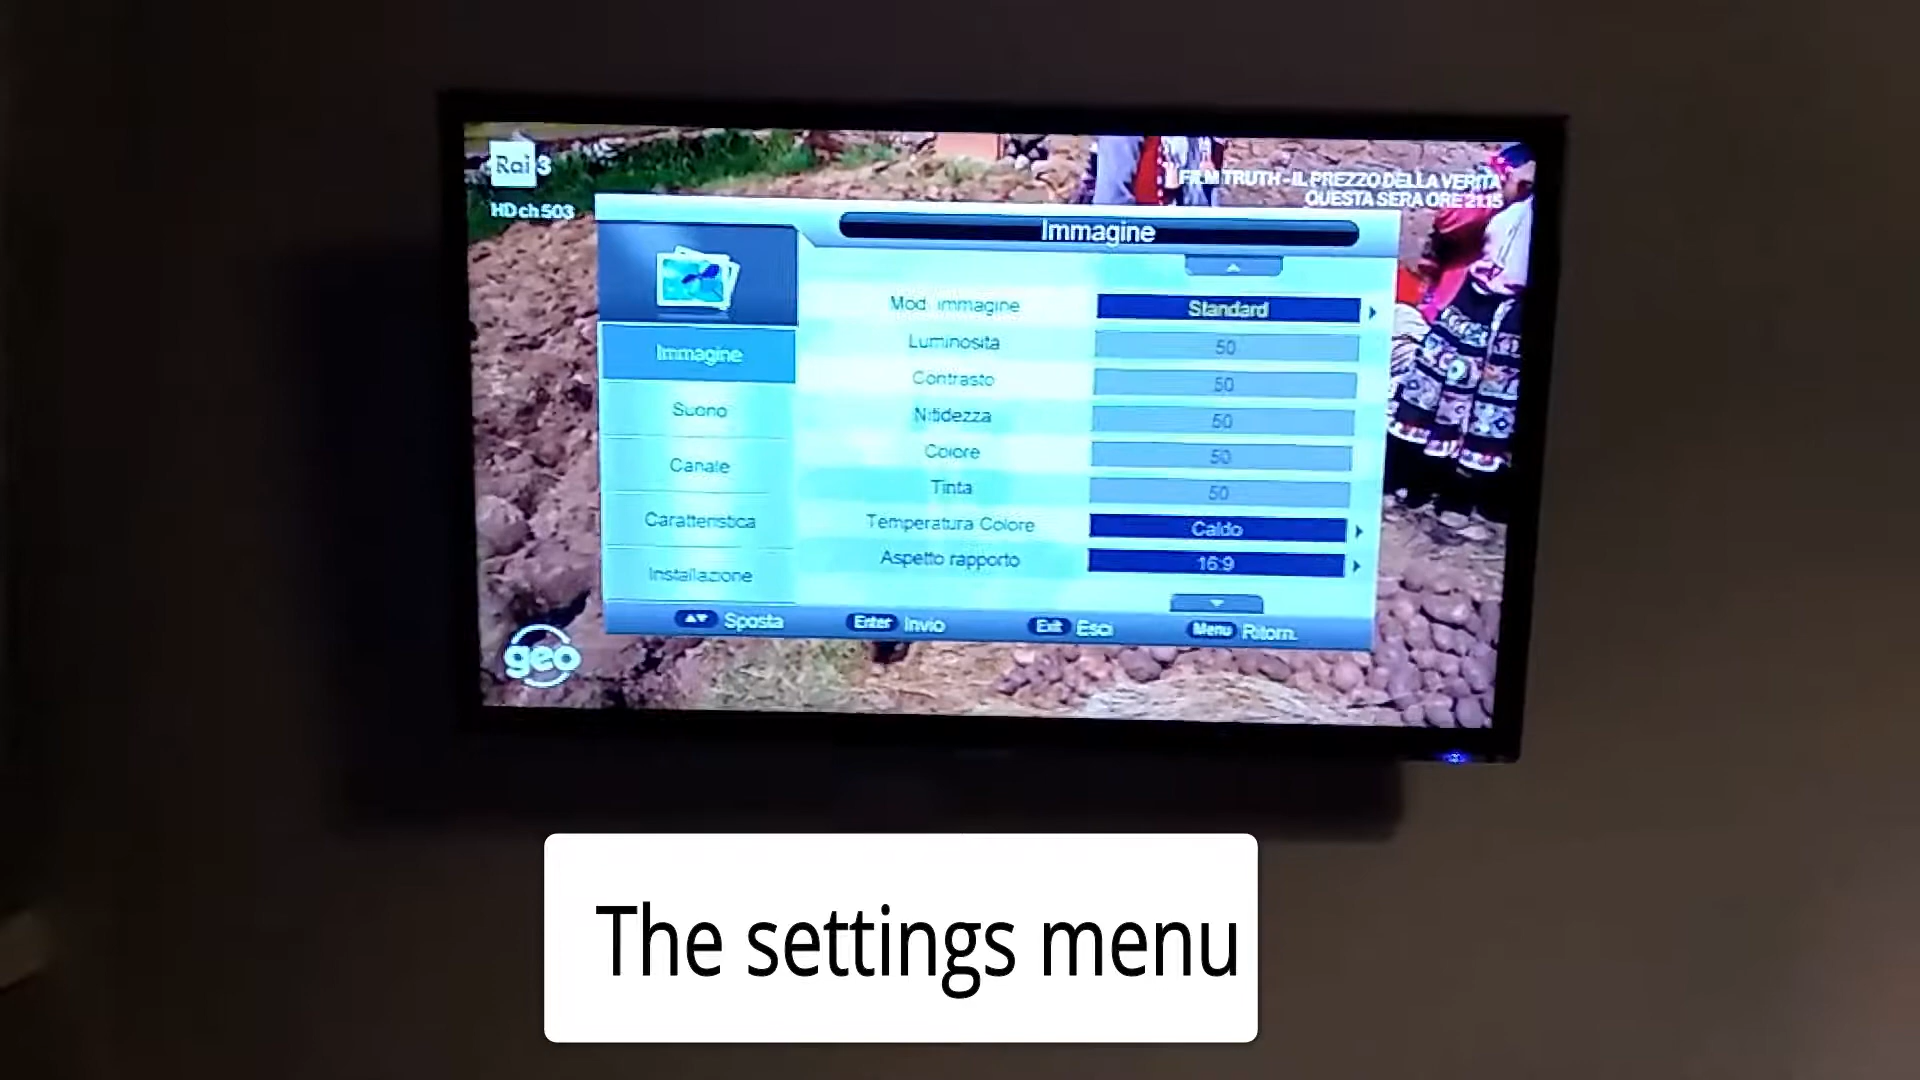 Rai 3
HD ch 503
FILM TRUTH - IL PREZZO DELLA VERITÀ
QUESTA SERA ORE 21.15
Immagine
Mod. immagine Standard
Luminosita 50
Contrasto 50
Nitidezza 50
Colore 50
Tinta 50
Temperatura Colore Caldo
Aspetto rapporto 16:9
Immagine
Suono
Canale
Caratteristica
Installazione
Sposta Enter Invio Exit Esci Menu Ritorn.
geo
The settings menu